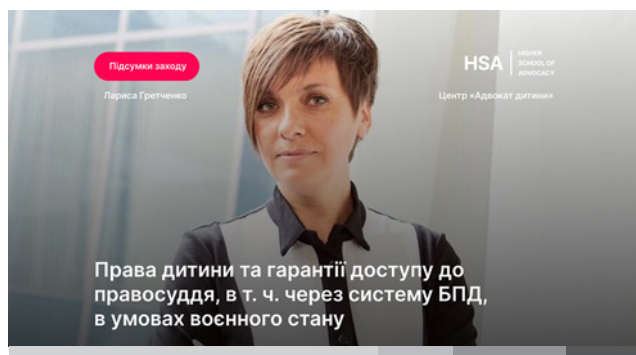 Підсумки заходу
Лариса Гретченко
HSA
HIGHER
SCHOOL OF
ADVOCACY
Центр «Адвокат дитини»
Права дитини та гарантії доступу до
правосуддя, в т. ч. через систему БПД,
в умовах воєнного стану